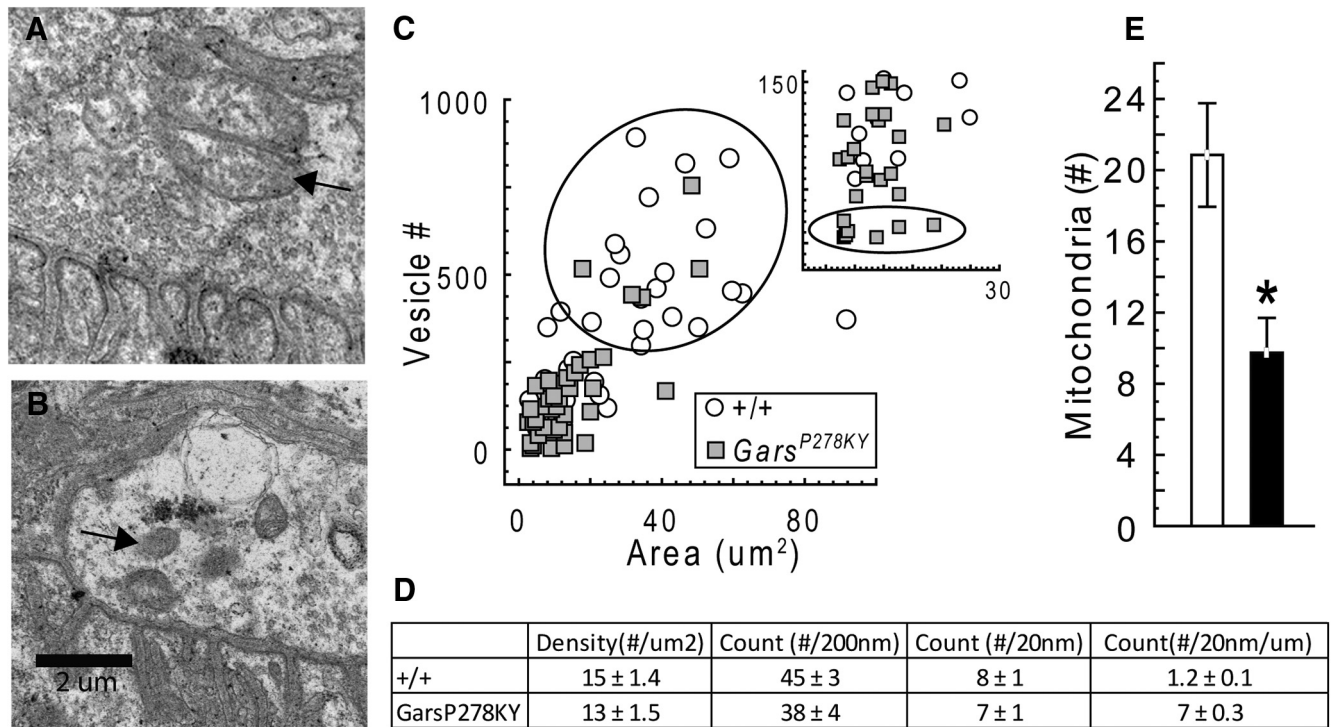 A
B
2 um
C
1000
500
0
Vesicle #
0 40 80
Area (um²)
150
30
+/+
Gars^P278KY
D
Density(#/um2) Count (#/200nm) Count (#/20nm) Count(#/20nm/um)
+/+ 15 ± 1.4 45 ± 3 8 ± 1 1.2 ± 0.1
GarsP278KY 13 ± 1.5 38 ± 4 7 ± 1 7 ± 0.3
E
24
20
16
12
8
4
0
Mitochondria (#)
*